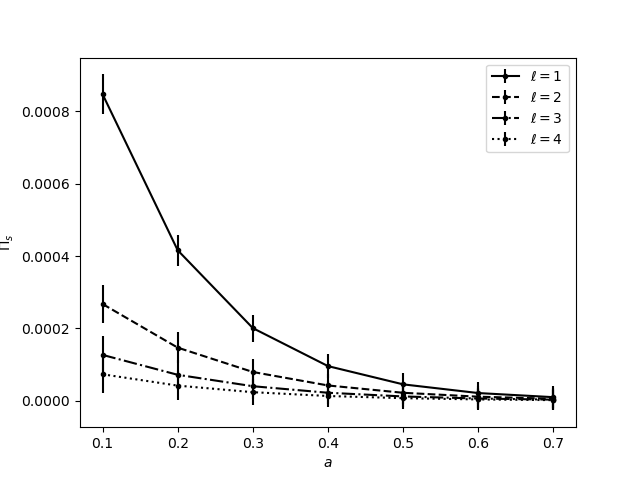 ℓ = 1
ℓ = 2
ℓ = 3
ℓ = 4
0.0008
0.0006
0.0004
0.0002
0.0000
0.1 0.2 0.3 0.4 0.5 0.6 0.7
a